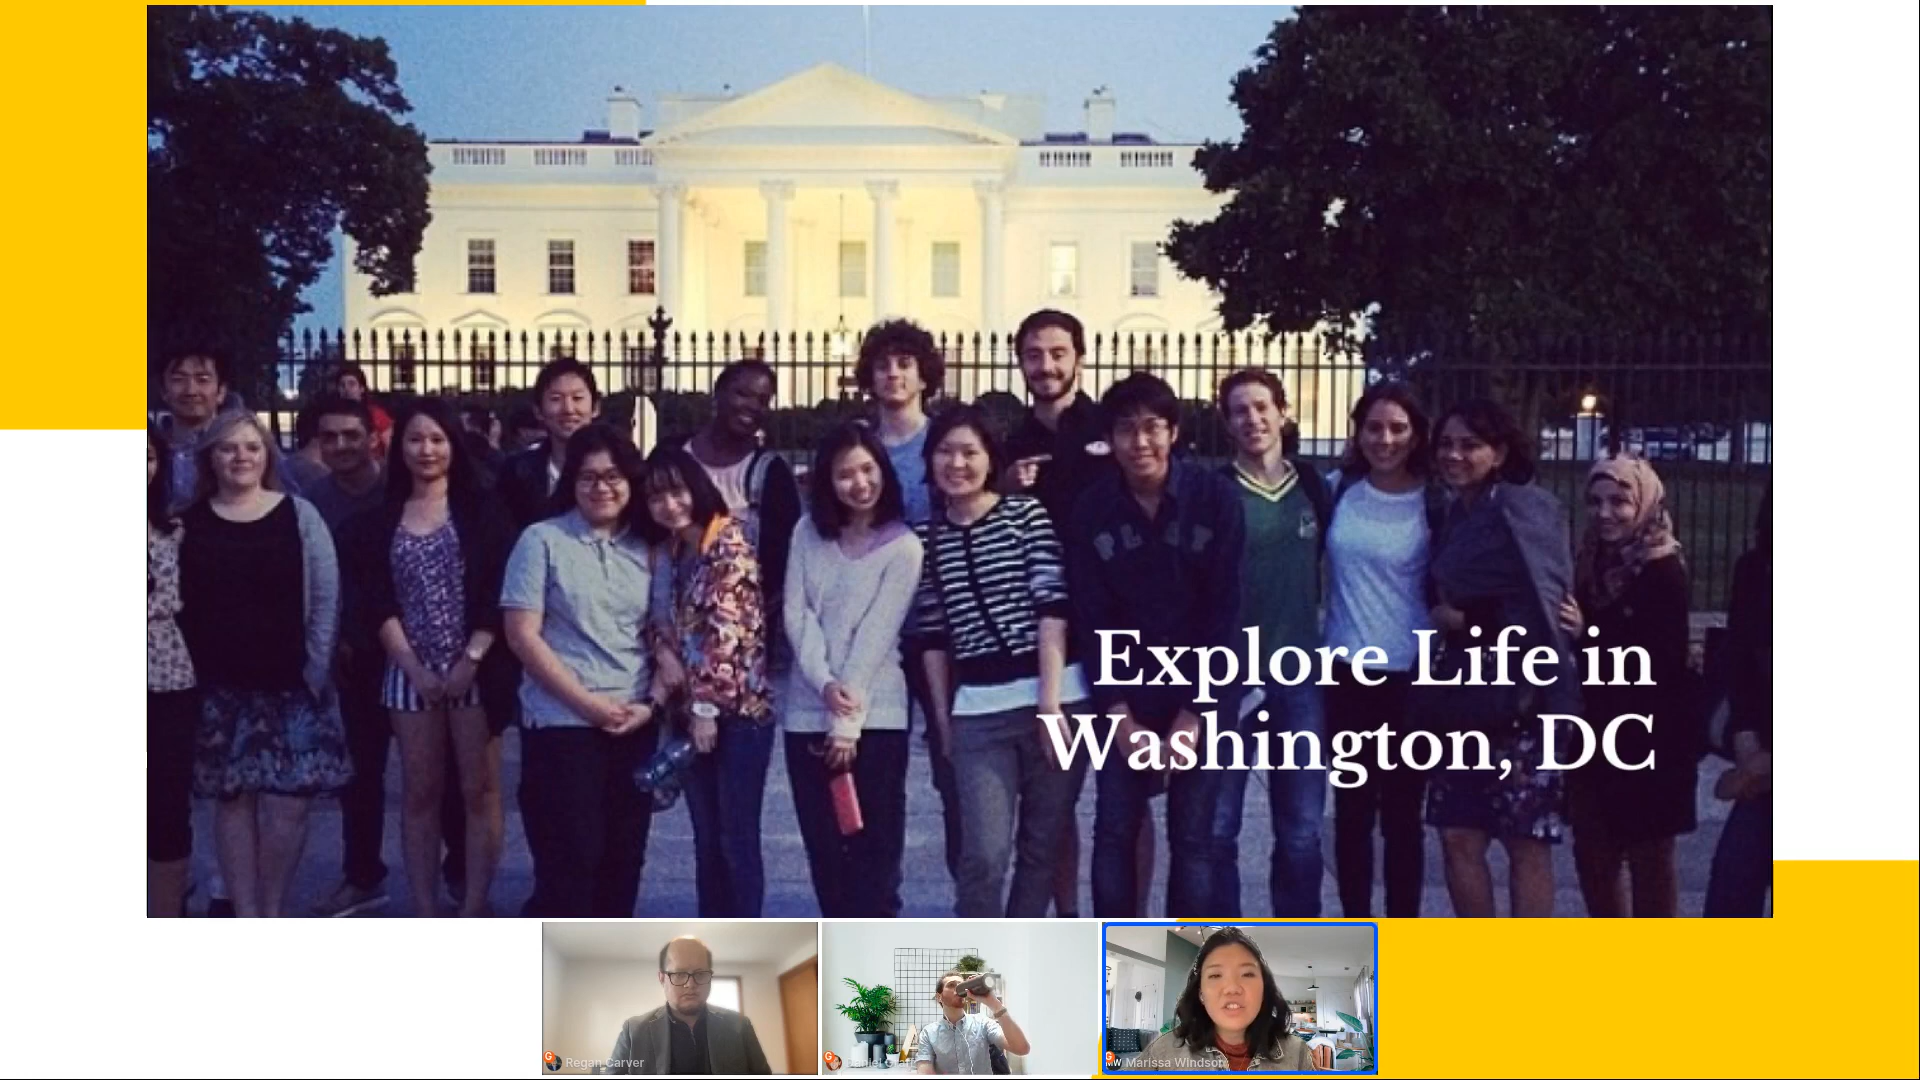 Explore Life in
Washington, DC
Regan Carver
Marissa Windsor